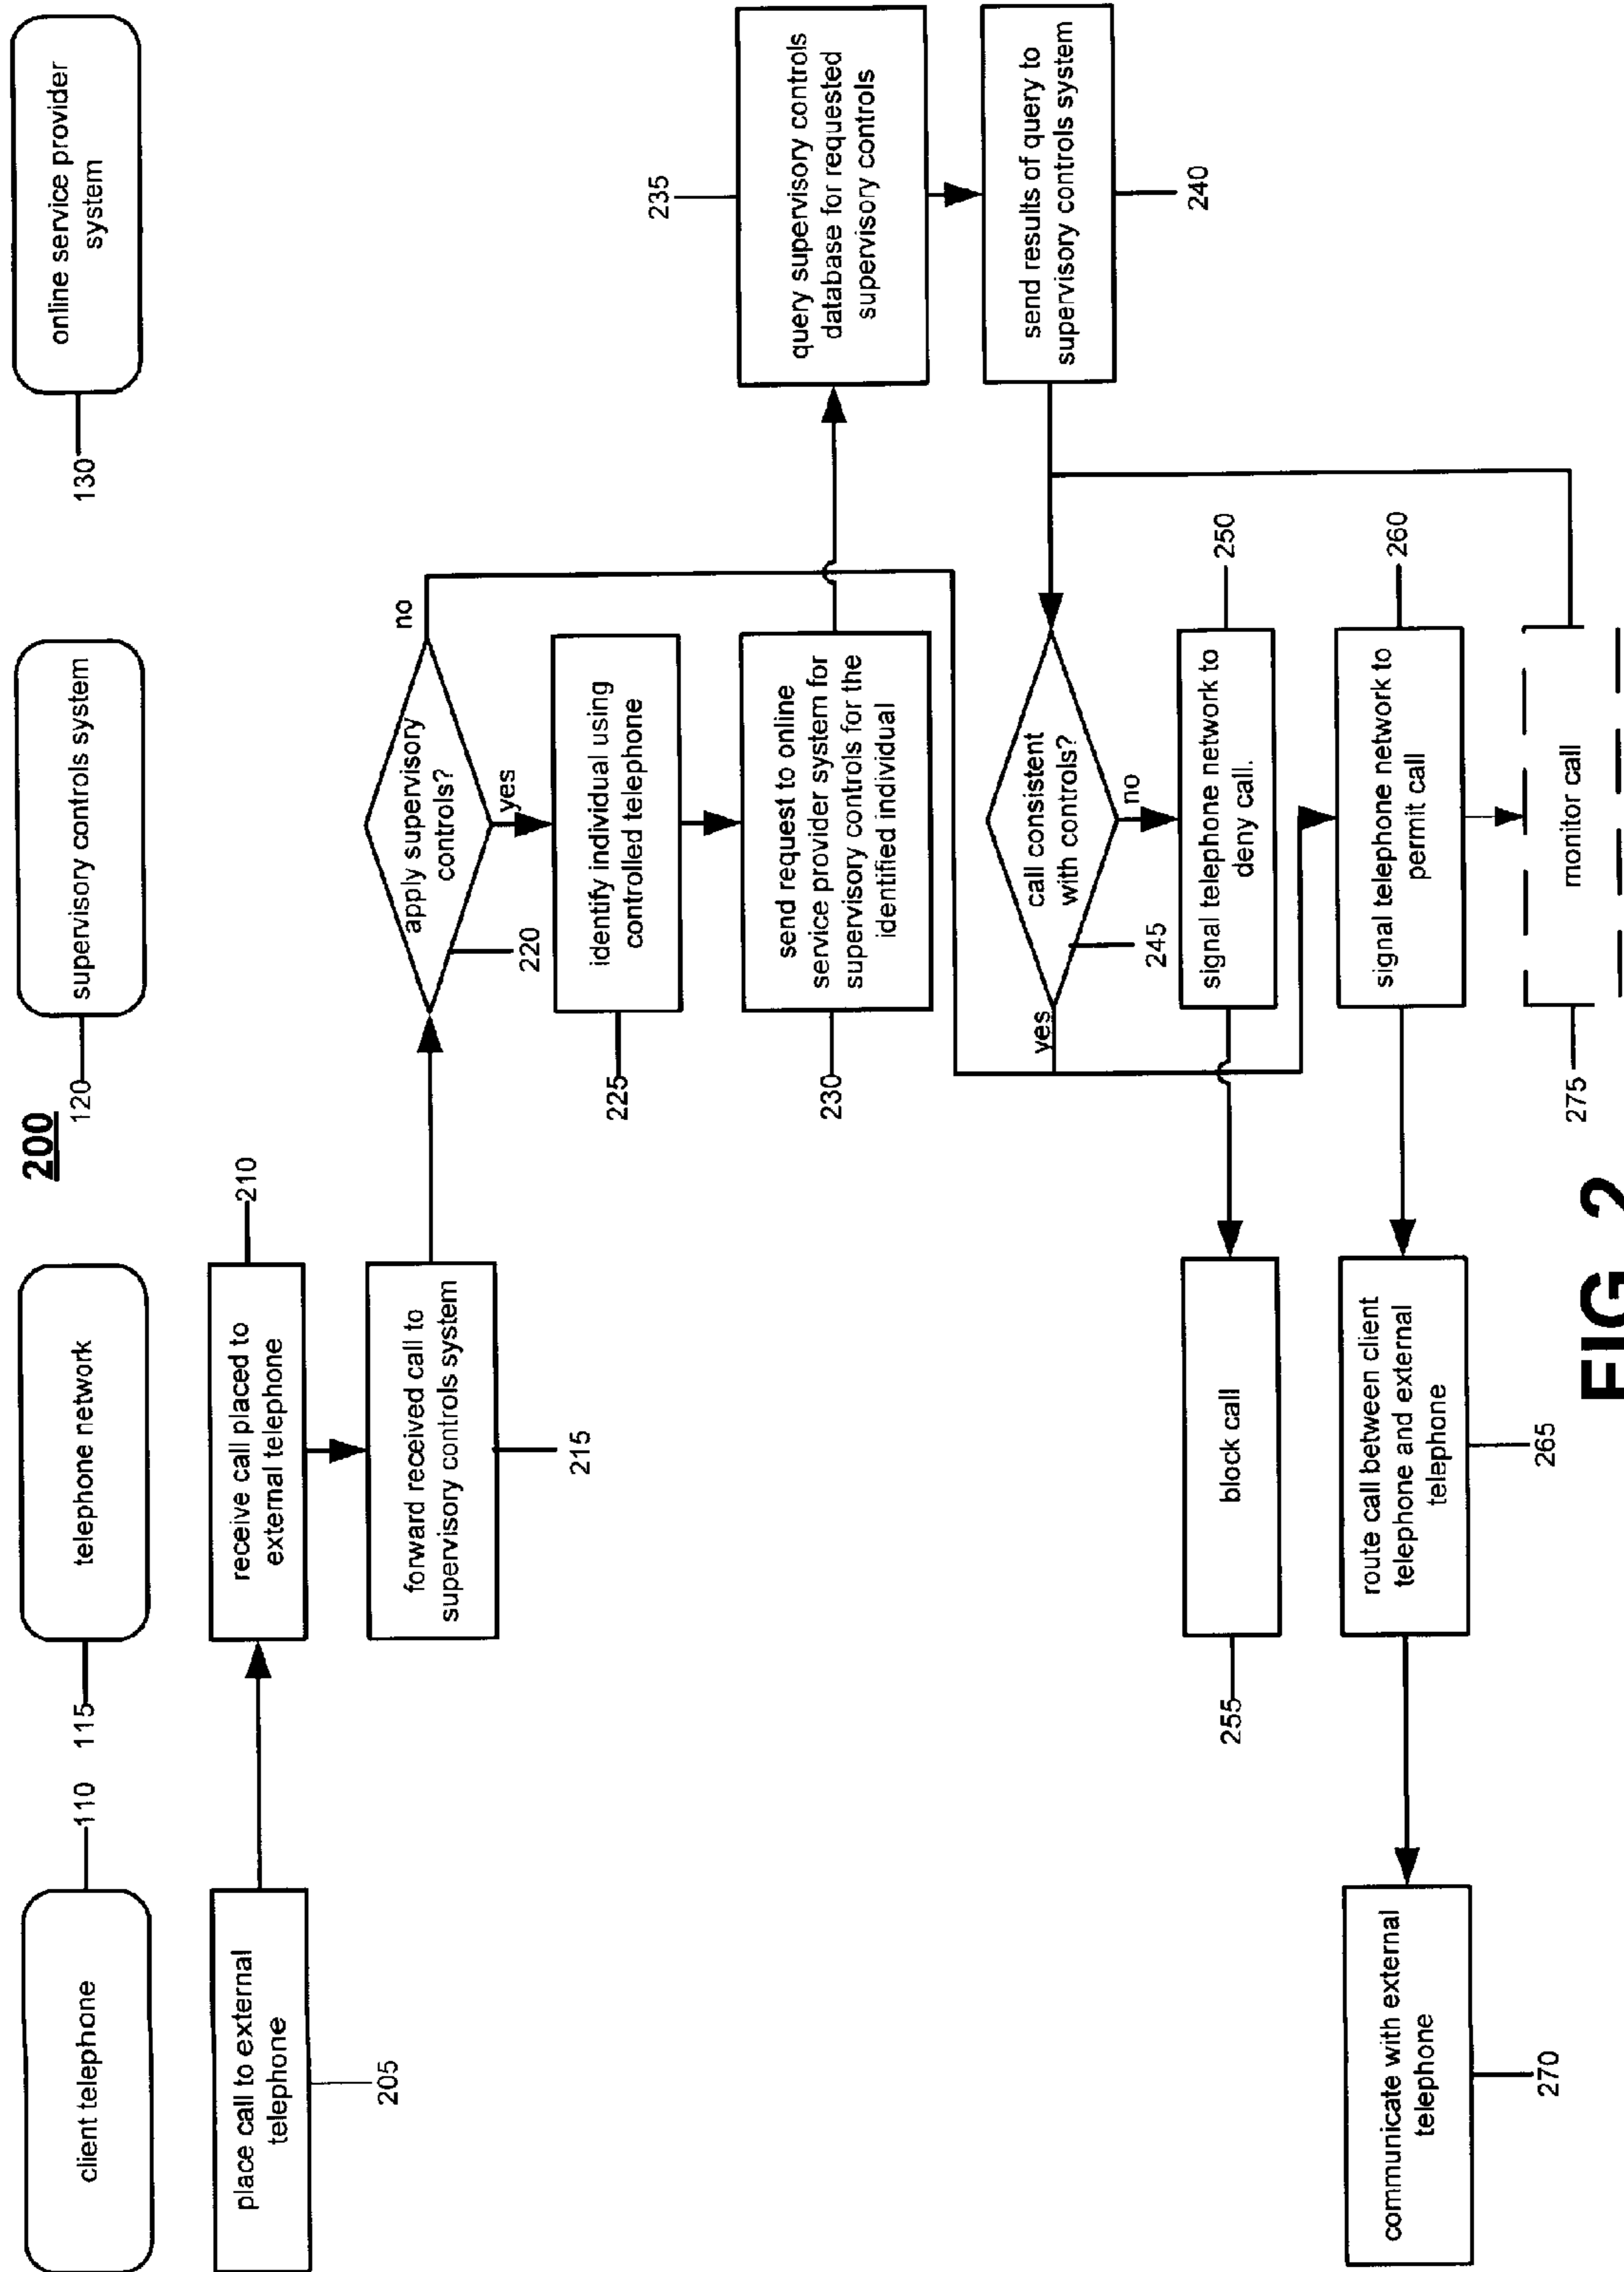 client telephone
110
telephone network
115
200
supervisory controls system
120
online service provider
system
130
place call to external
telephone
205
receive call placed to
external telephone
210
forward received call to
supervisory controls system
215
apply supervisory
controls?
220
no
yes
identify individual using
controlled telephone
225
send request to online
service provider system for
supervisory controls for the
identified individual
230
query supervisory controls
database for requested
supervisory controls
235
send results of query to
supervisory controls system
240
call consistent
with controls?
245
yes
no
signal telephone network to
deny call.
250
block call
255
signal telephone network to
permit call
260
route call between client
telephone and external
telephone
265
communicate with external
telephone
270
monitor call
275
FIG 2